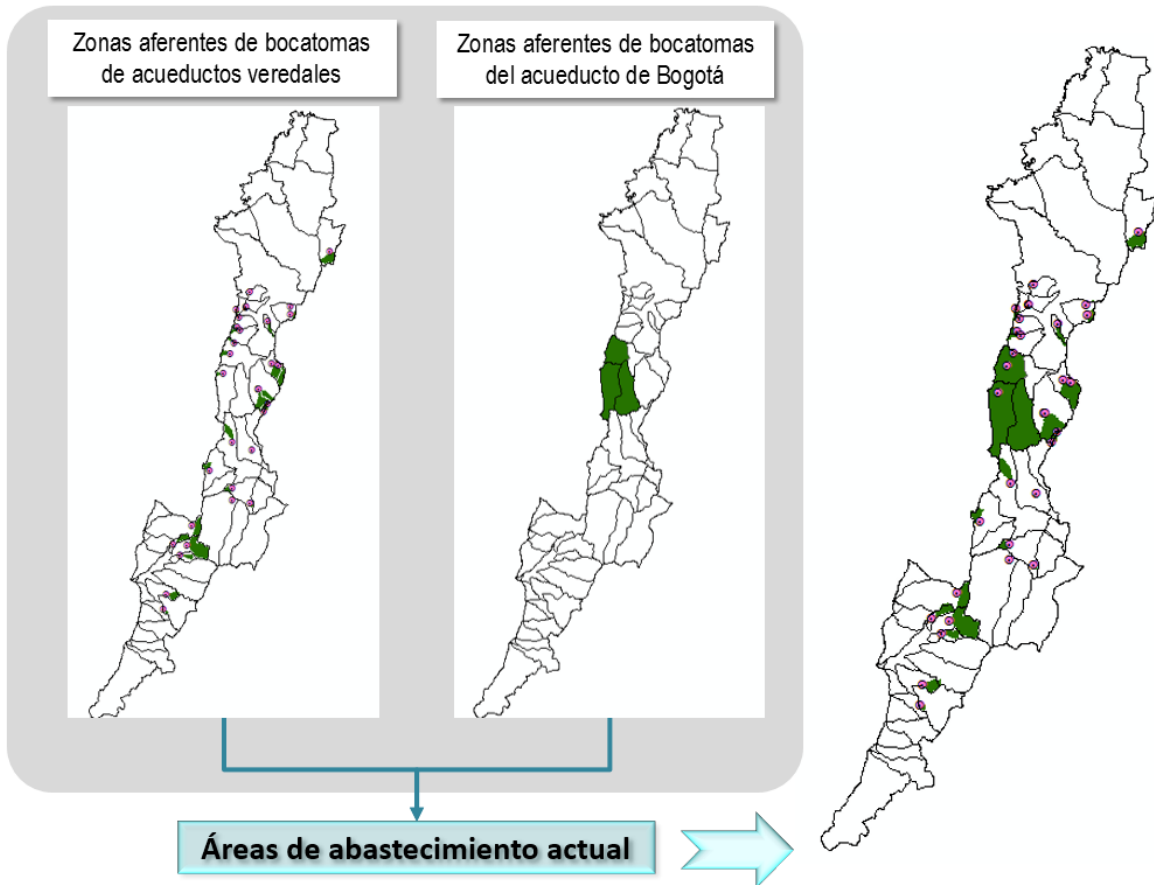 Zonas aferentes de bocatomas
de acueductos veredales
Zonas aferentes de bocatomas
del acueducto de Bogotá
Áreas de abastecimiento actual